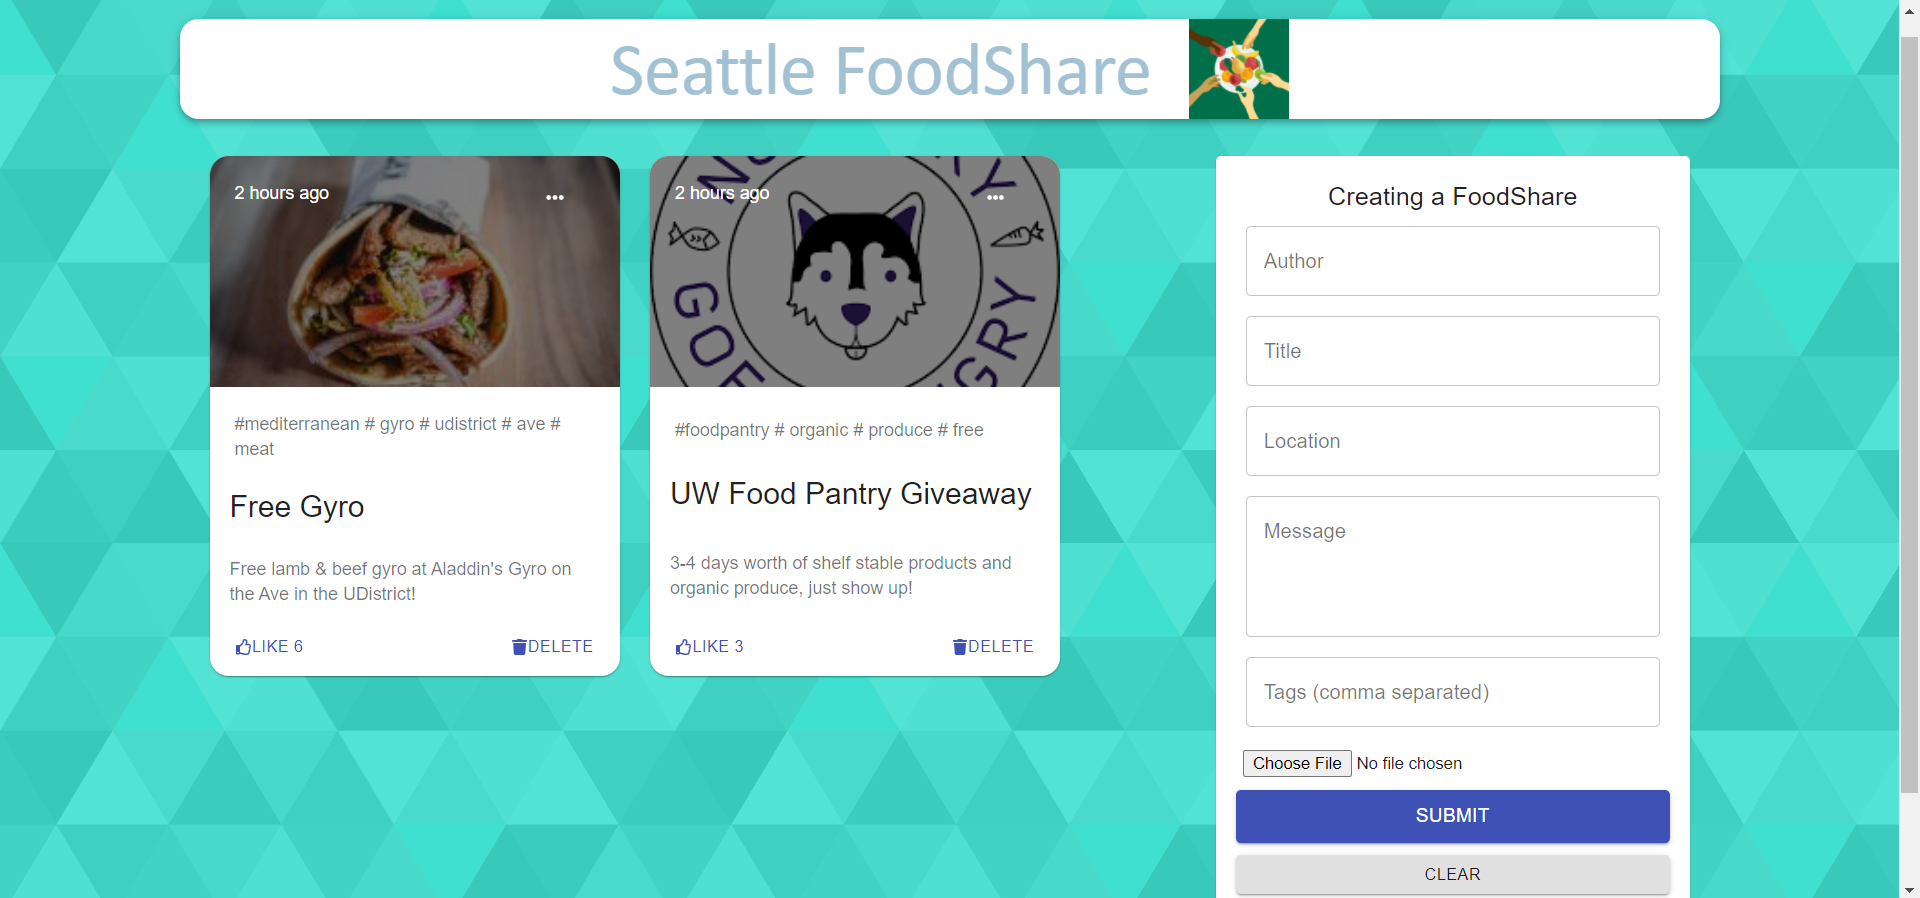 Seattle FoodShare
2 hours ago
#mediterranean # gyro # udistrict # ave #
meat
Free Gyro
Free lamb & beef gyro at Aladdin's Gyro on
the Ave in the UDistrict!
LIKE 6
DELETE
2 hours ago
GOE
GRY
#foodpantry # organic # produce # free
UW Food Pantry Giveaway
3-4 days worth of shelf stable products and
organic produce, just show up!
LIKE 3
DELETE
Creating a FoodShare
Author
Title
Location
Message
Tags (comma separated)
Choose File No file chosen
SUBMIT
CLEAR